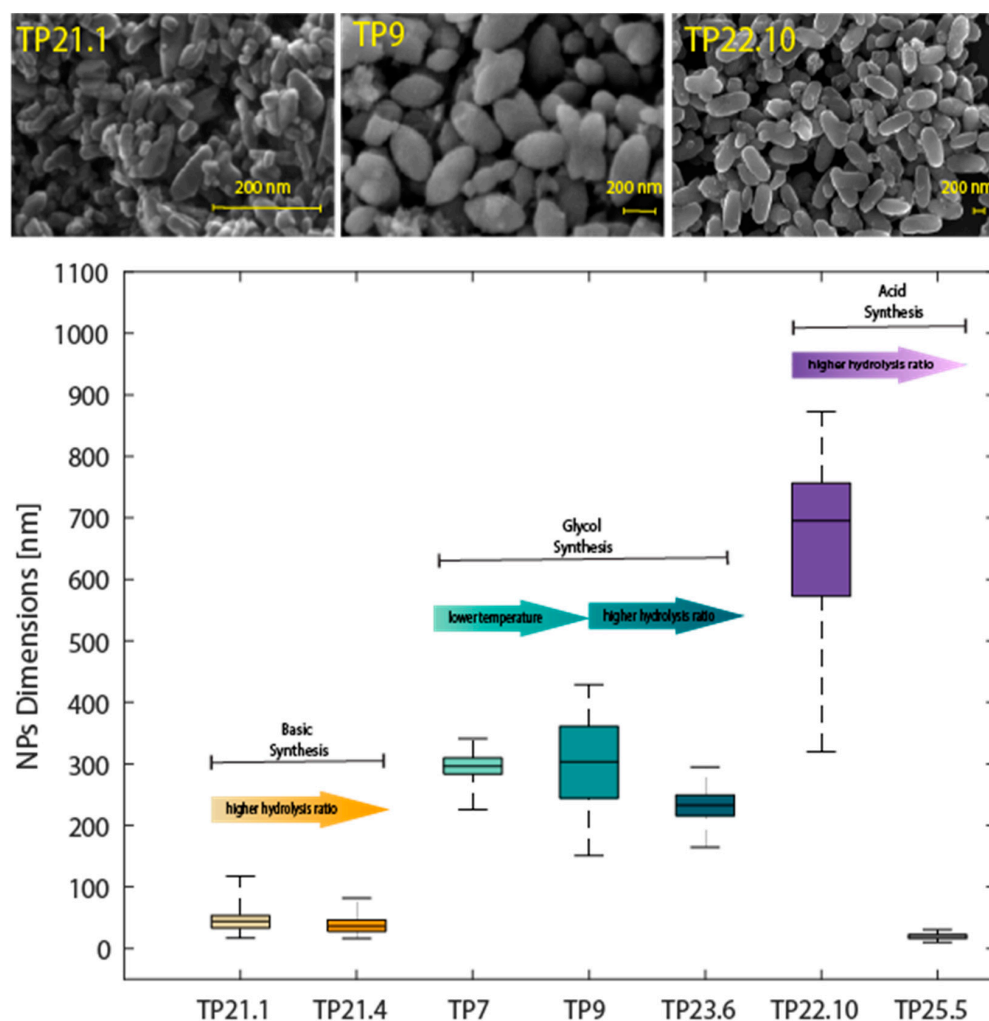 TP21.1
TP9
TP22.10
200 nm
200 nm
200 nm
1100
1000
900
800
700
600
500
400
300
200
100
0
NPs Dimensions [nm]
Acid
Synthesis
higher hydrolysis ratio
Glycol
Synthesis
lower temperature
higher hydrolysis ratio
Basic
Synthesis
higher hydrolysis ratio
TP21.1
TP21.4
TP7
TP9
TP23.6
TP22.10
TP25.5